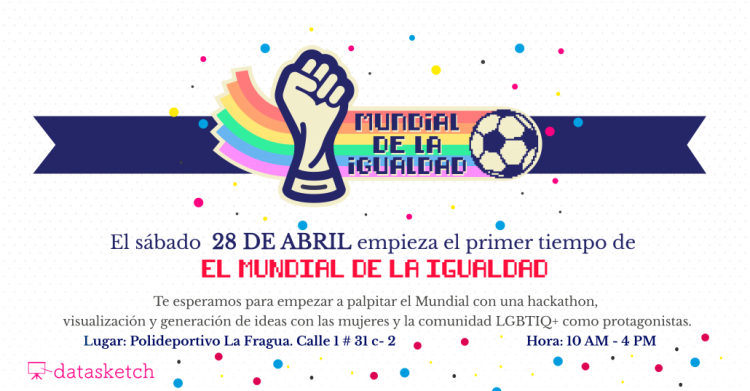 MUNDIAL
DE LA
IGUALDAD
El sábado 28 DE ABRIL empieza el primer tiempo de
EL MUNDIAL DE LA IGUALDAD
Te esperamos para empezar a palpitar el Mundial con una hackathon,
visualización y generación de ideas con las mujeres y la comunidad LGBTIQ+ como protagonistas.
Lugar: Polideportivo La Fragua. Calle 1 # 31 c- 2 Hora: 10 AM - 4 PM
datasketch